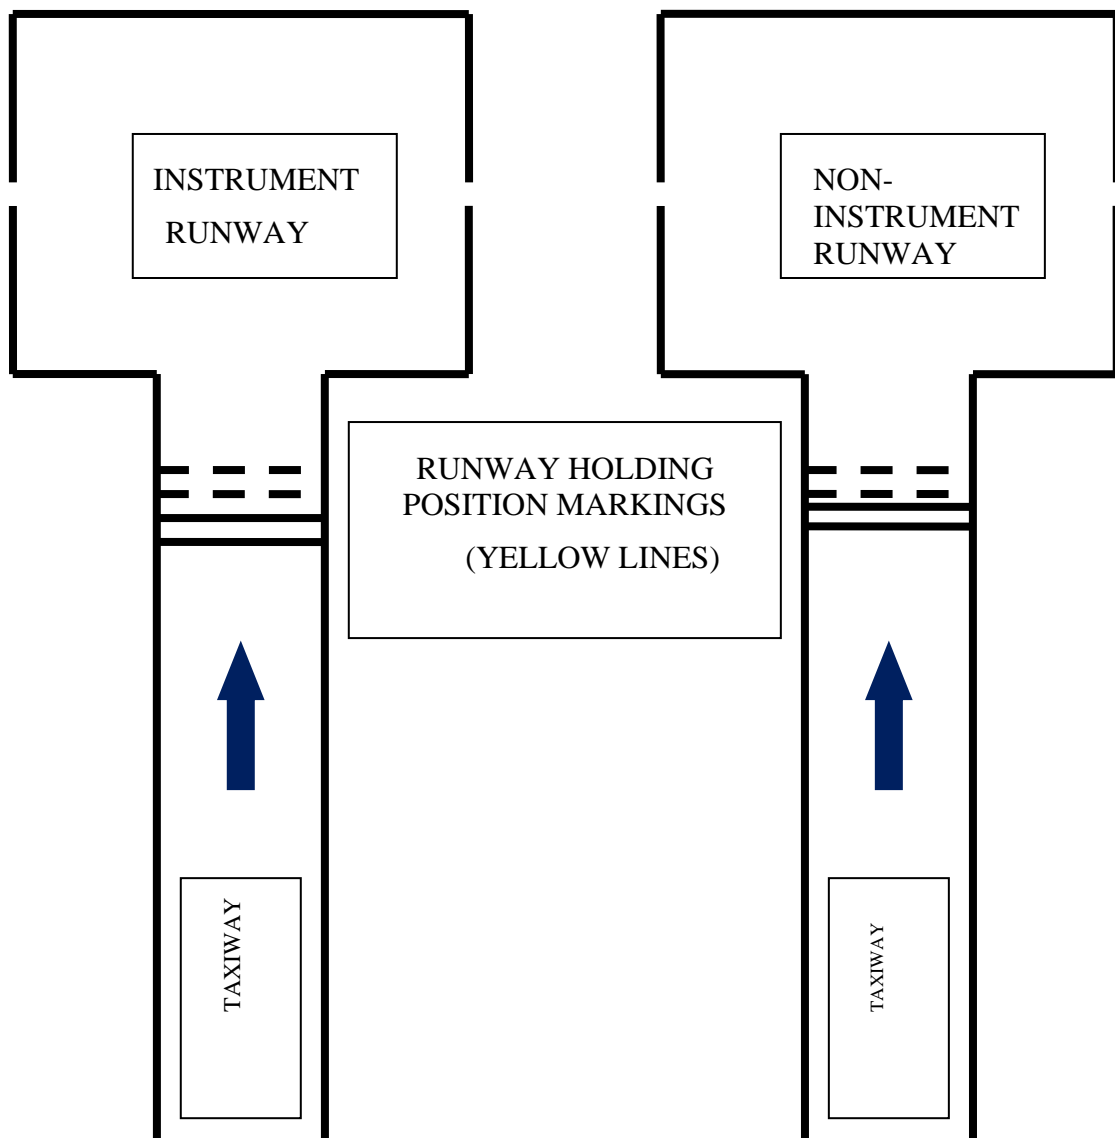 INSTRUMENT
RUNWAY
NON-
INSTRUMENT
RUNWAY
RUNWAY HOLDING
POSITION MARKINGS
(YELLOW LINES)
TAXIWAY
TAXIWAY